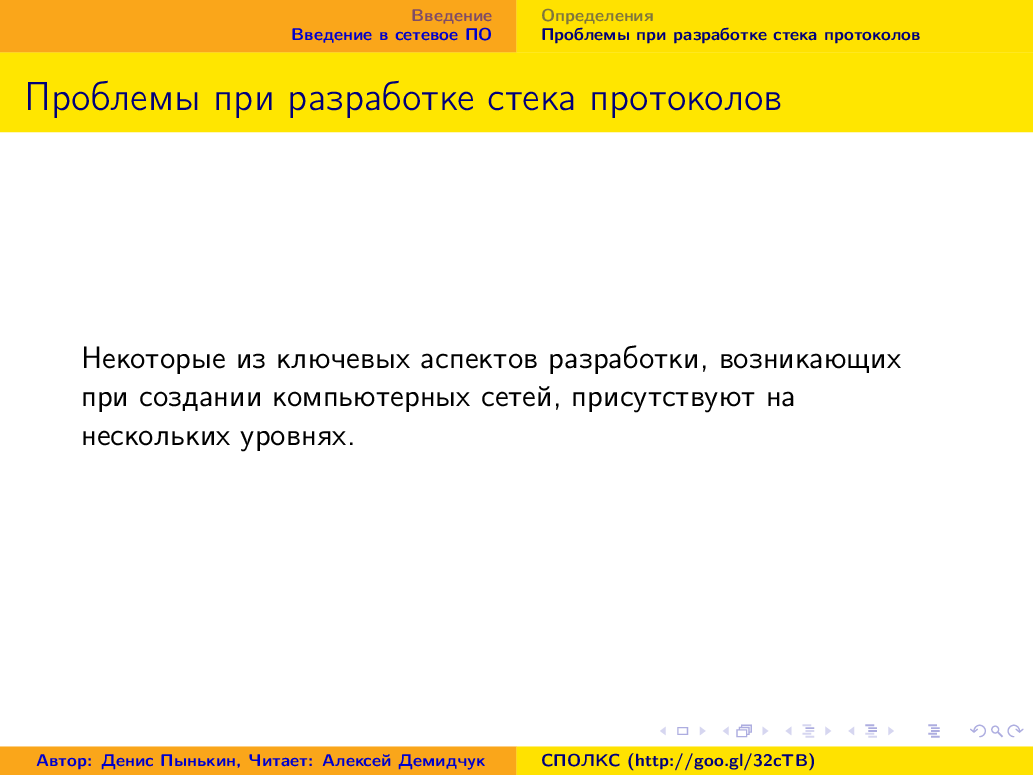 Введение
Введение в сетевое ПО
Определения
Проблемы при разработке стека протоколов
Проблемы при разработке стека протоколов
Некоторые из ключевых аспектов разработки, возникающих
при создании компьютерных сетей, присутствуют на
нескольких уровнях.
Автор: Денис Пынькин, Читает: Алексей Демидчук
СПОЛКС (http://goo.gl/32cTB)